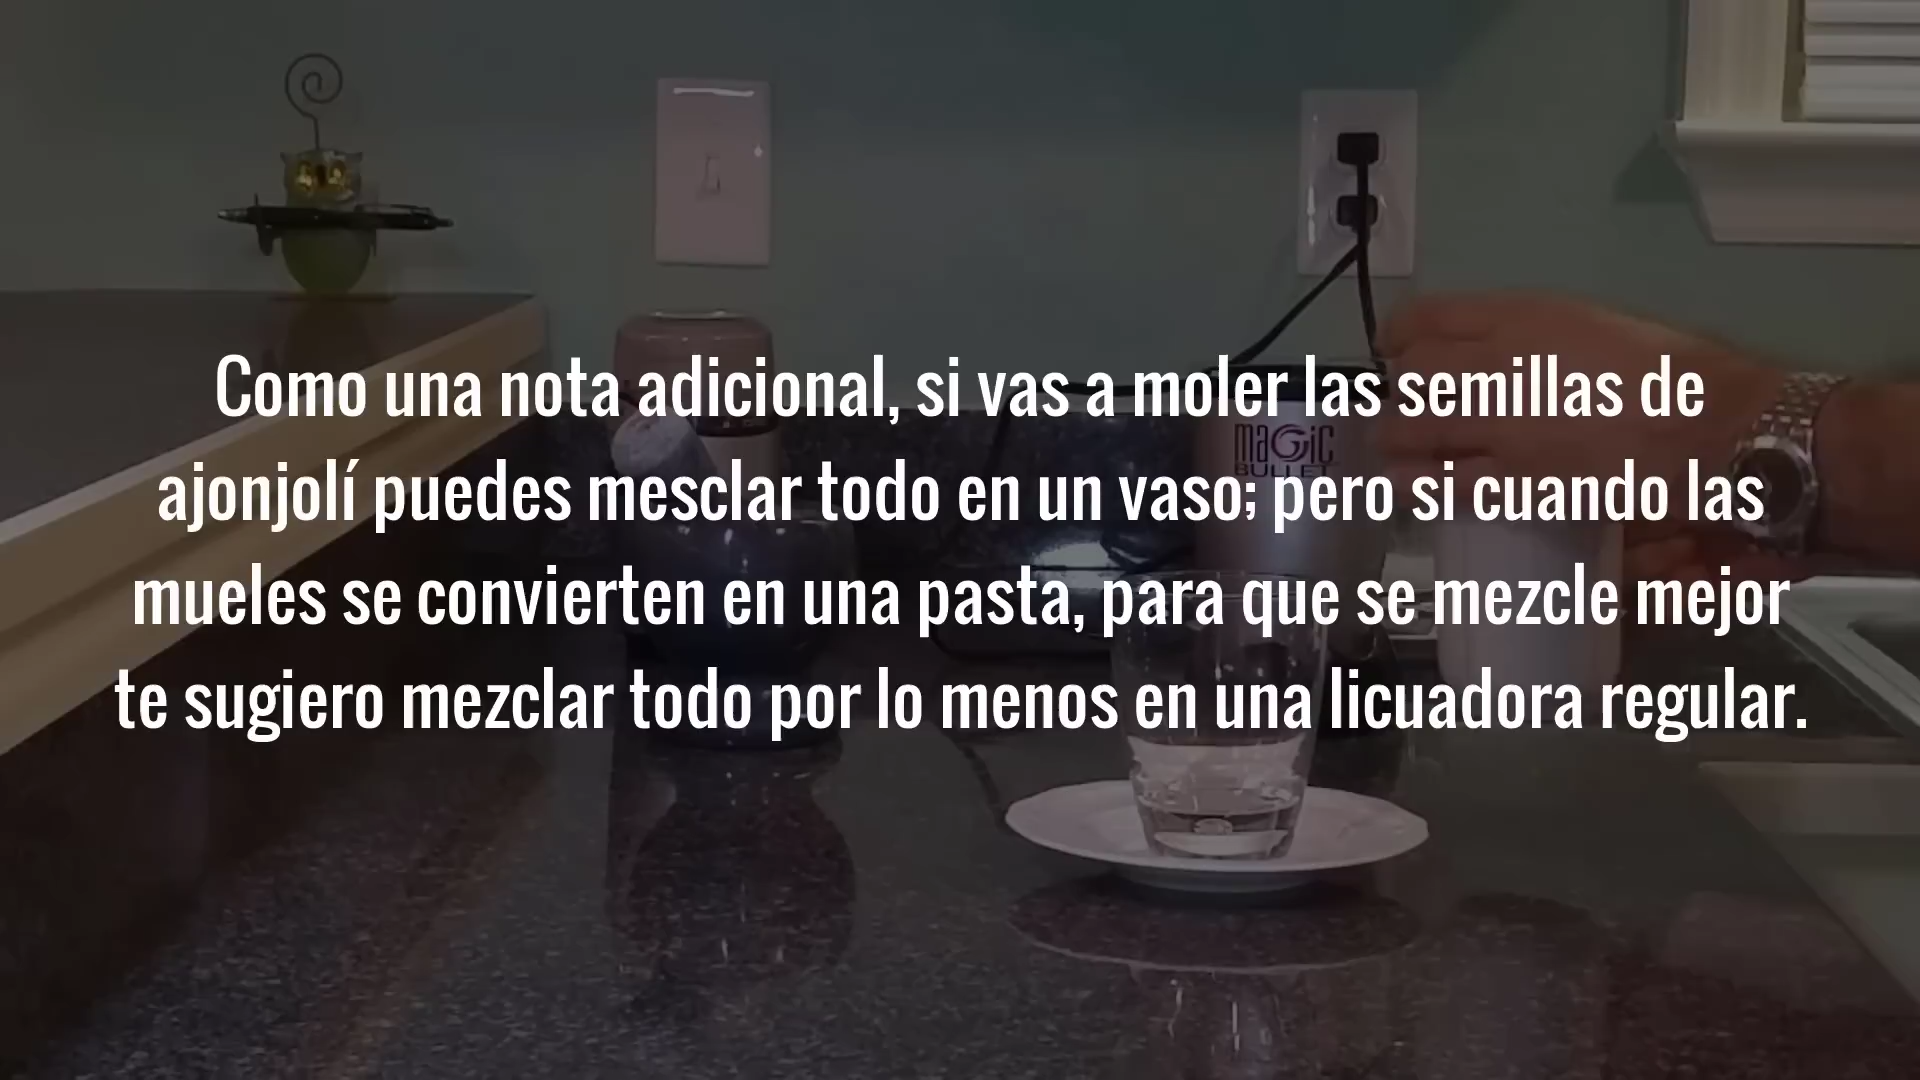 Como una nota adicional, si vas a moler las semillas de
ajonjolí puedes mesclar todo en un vaso; pero si cuando las
mueles se convierten en una pasta, para que se mezcle mejor
te sugiero mezclar todo por lo menos en una licuadora regular.
magic
BULLET